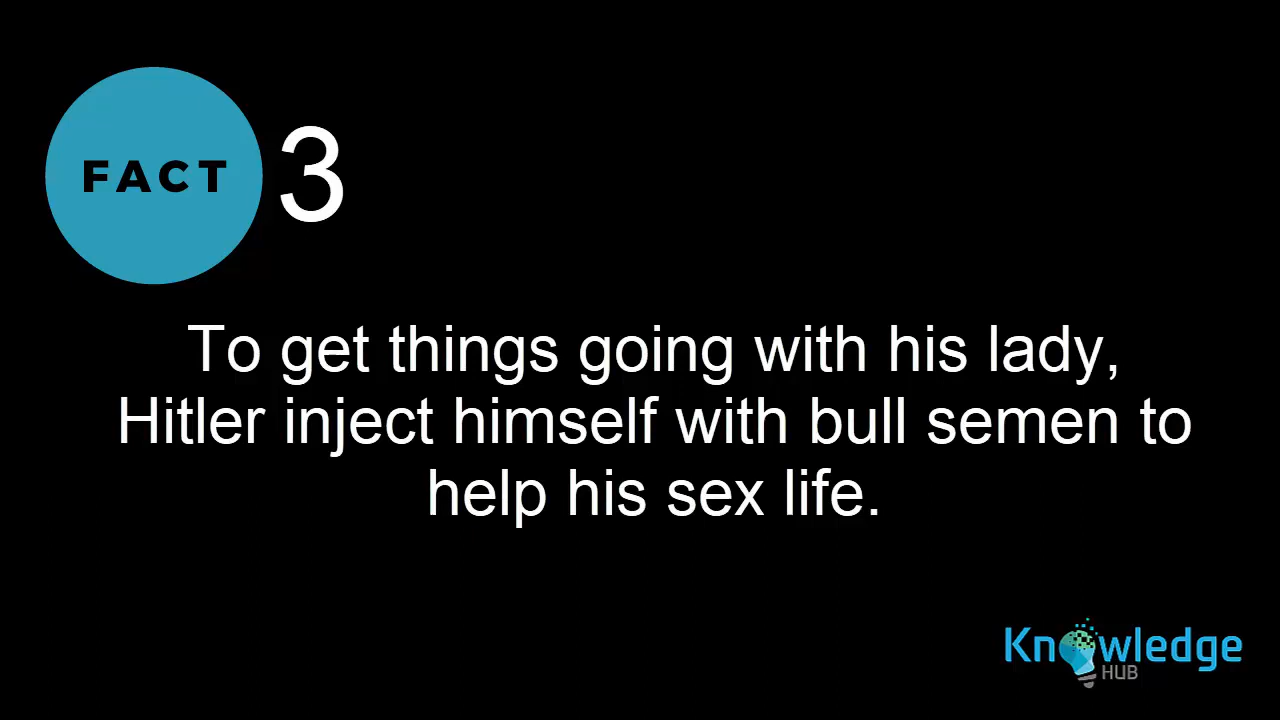 FACT 3
To get things going with his lady,
Hitler inject himself with bull semen to
help his sex life.
Knowledge
HUB